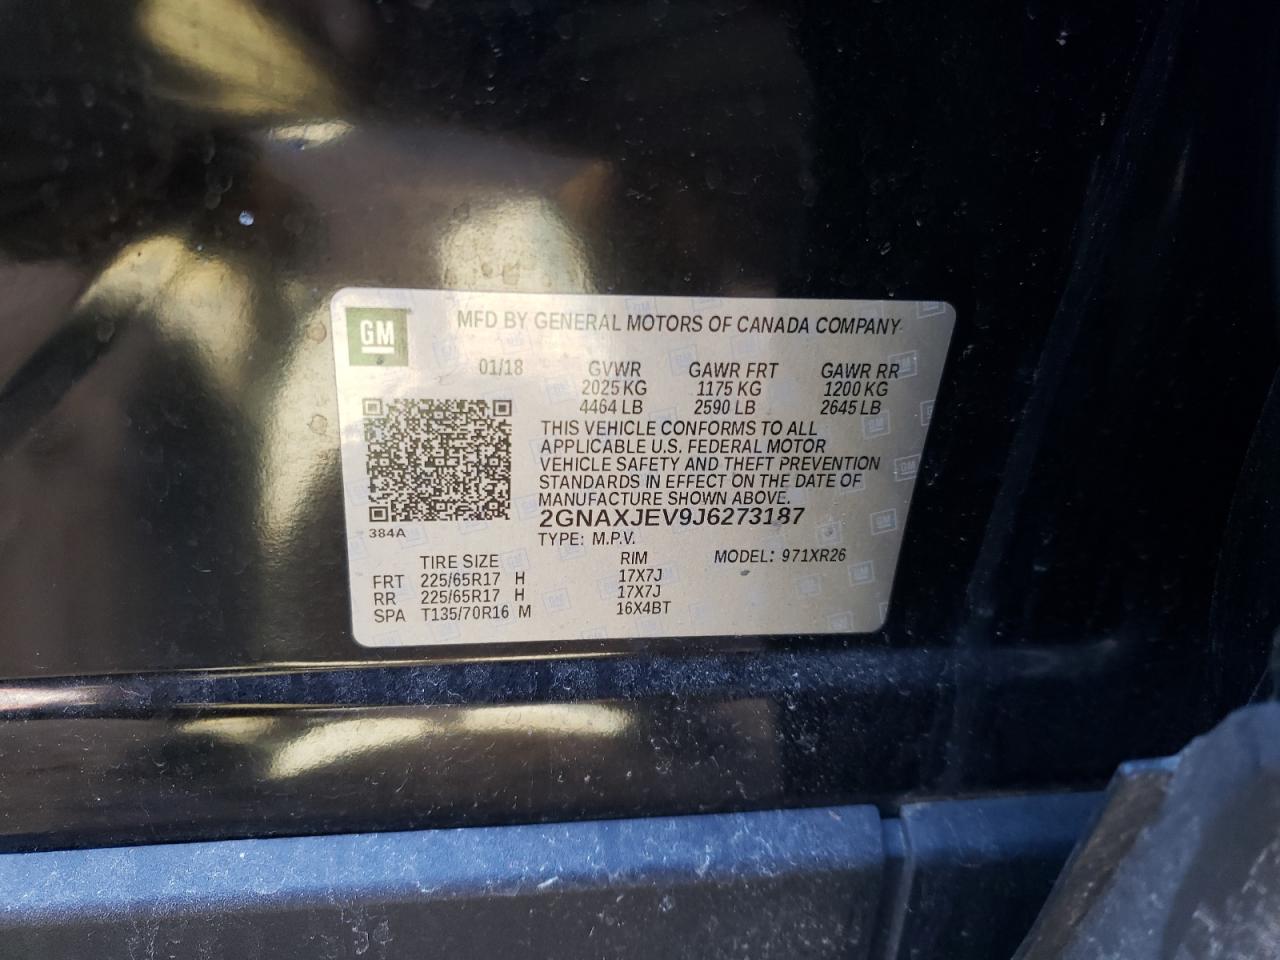 GM
MFD BY GENERAL MOTORS OF CANADA COMPANY
01/18 GVWR GAWR FRT GAWR RR
2025 KG 1175 KG 1200 KG
4464 LB 2590 LB 2645 LB
THIS VEHICLE CONFORMS TO ALL
APPLICABLE U.S. FEDERAL MOTOR
VEHICLE SAFETY AND THEFT PREVENTION
STANDARDS IN EFFECT ON THE DATE OF
MANUFACTURE SHOWN ABOVE.
2GNAXJEV9J6273187
384A
TYPE: M.P.V.
TIRE SIZE RIM MODEL: 971XR26
FRT 225/65R17 H 17X7J
RR 225/65R17 H 17X7J
SPA T135/70R16 M 16X4BT